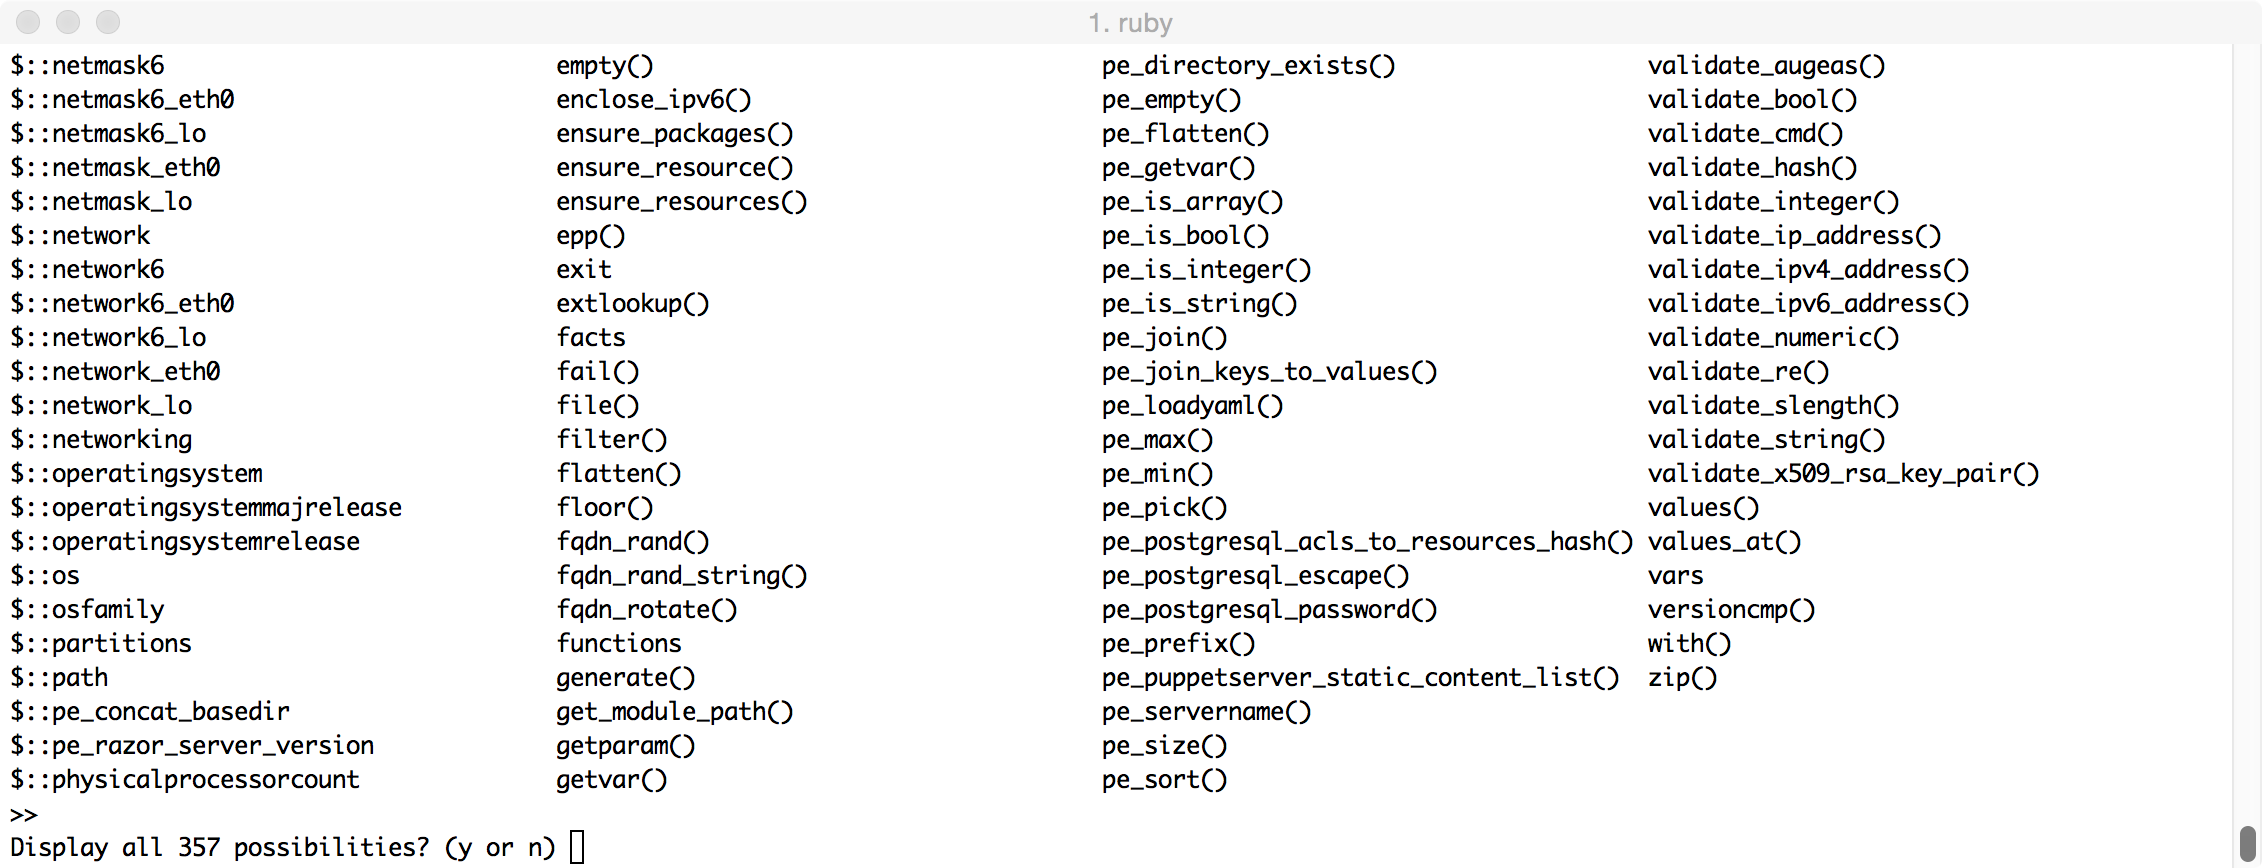 1. ruby
$::netmask6 empty() pe_directory_exists() validate_augeas()
$::netmask6_eth0 enclose_ipv6() pe_empty() validate_bool()
$::netmask6_lo ensure_packages() pe_flatten() validate_cmd()
$::netmask_eth0 ensure_resource() pe_getvar() validate_hash()
$::netmask_lo ensure_resources() pe_is_array() validate_integer()
$::network epp() pe_is_bool() validate_ip_address()
$::network6 exit pe_is_integer() validate_ipv4_address()
$::network6_eth0 extlookup() pe_is_string() validate_ipv6_address()
$::network6_lo facts pe_join() validate_numeric()
$::network_eth0 fail() pe_join_keys_to_values() validate_re()
$::network_lo file() pe_loadyaml() validate_slength()
$::networking filter() pe_max() validate_string()
$::operatingsystem flatten() pe_min() validate_x509_rsa_key_pair()
$::operatingsystemmajrelease floor() pe_pick() values()
$::operatingsystemrelease fqdn_rand() pe_postgresql_acls_to_resources_hash() values_at()
$::os fqdn_rand_string() pe_postgresql_escape() vars
$::osfamily fqdn_rotate() pe_postgresql_password() versioncmp()
$::partitions functions pe_prefix() with()
$::path generate() pe_puppetserver_static_content_list() zip()
$::pe_concat_basedir get_module_path() pe_servername()
$::pe_razor_server_version getparam() pe_size()
$::physicalprocessorcount getvar() pe_sort()
>>
Display all 357 possibilities? (y or n)